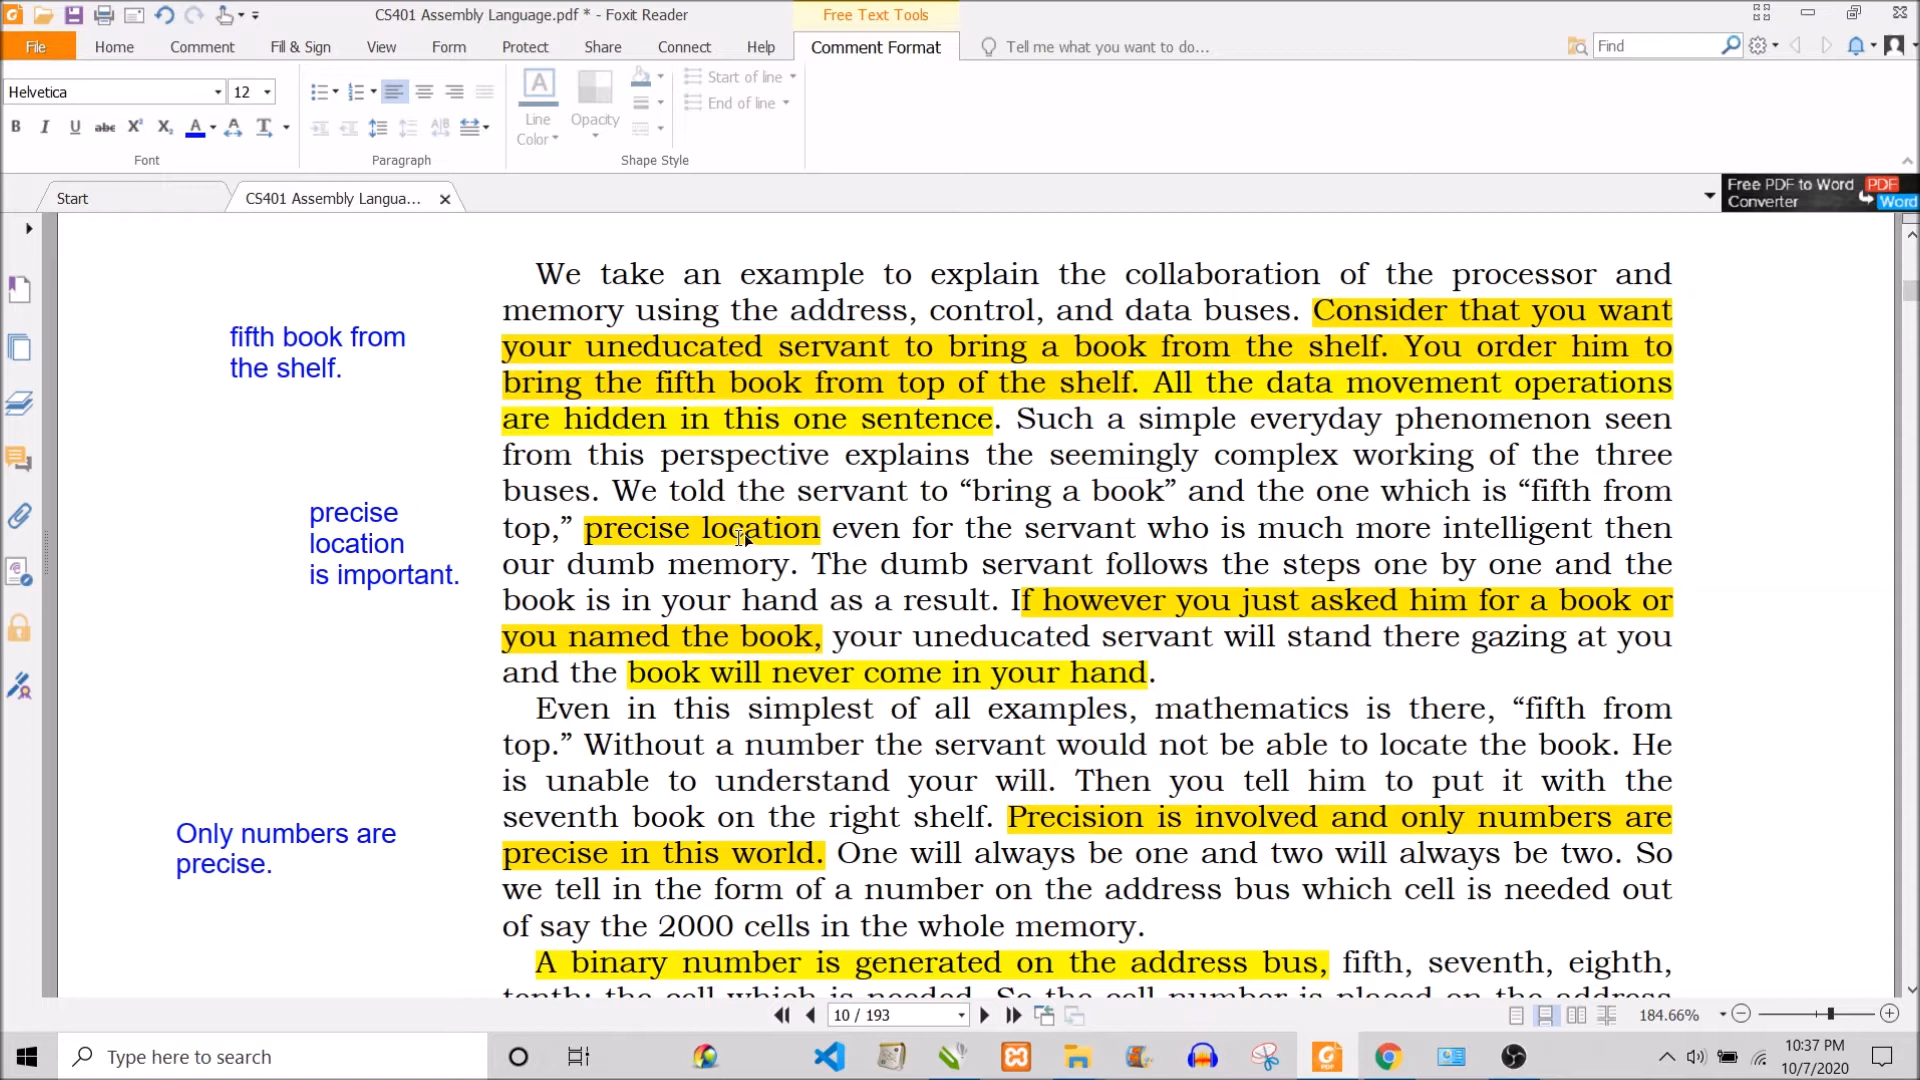 CS401 Assembly Language.pdf * - Foxit Reader
Free Text Tools
File
Home
Comment
Fill & Sign
View
Form
Protect
Share
Connect
Help
Comment Format
Tell me what you want to do...
Find
Helvetica
12
Start of line
End of line
Line
Color
Opacity
Font
Paragraph
Shape Style
Start
CS401 Assembly Langua...
Free PDF to Word
Converter
PDF
Word
We take an example to explain the collaboration of the processor and
memory using the address, control, and data buses. Consider that you want
your uneducated servant to bring a book from the shelf. You order him to
bring the fifth book from top of the shelf. All the data movement operations
are hidden in this one sentence. Such a simple everyday phenomenon seen
from this perspective explains the seemingly complex working of the three
buses. We told the servant to “bring a book” and the one which is “fifth from
top,” precise location even for the servant who is much more intelligent then
our dumb memory. The dumb servant follows the steps one by one and the
book is in your hand as a result. If however you just asked him for a book or
you named the book, your uneducated servant will stand there gazing at you
and the book will never come in your hand.
Even in this simplest of all examples, mathematics is there, “fifth from
top.” Without a number the servant would not be able to locate the book. He
is unable to understand your will. Then you tell him to put it with the
seventh book on the right shelf. Precision is involved and only numbers are
precise in this world. One will always be one and two will always be two. So
we tell in the form of a number on the address bus which cell is needed out
of say the 2000 cells in the whole memory.
A binary number is generated on the address bus, fifth, seventh, eighth,
tenth; the cell which is needed. So the cell number is placed on the address
fifth book from
the shelf.
precise
location
is important.
Only numbers are
precise.
10 / 193
184.66%
Type here to search
10:37 PM
10/7/2020